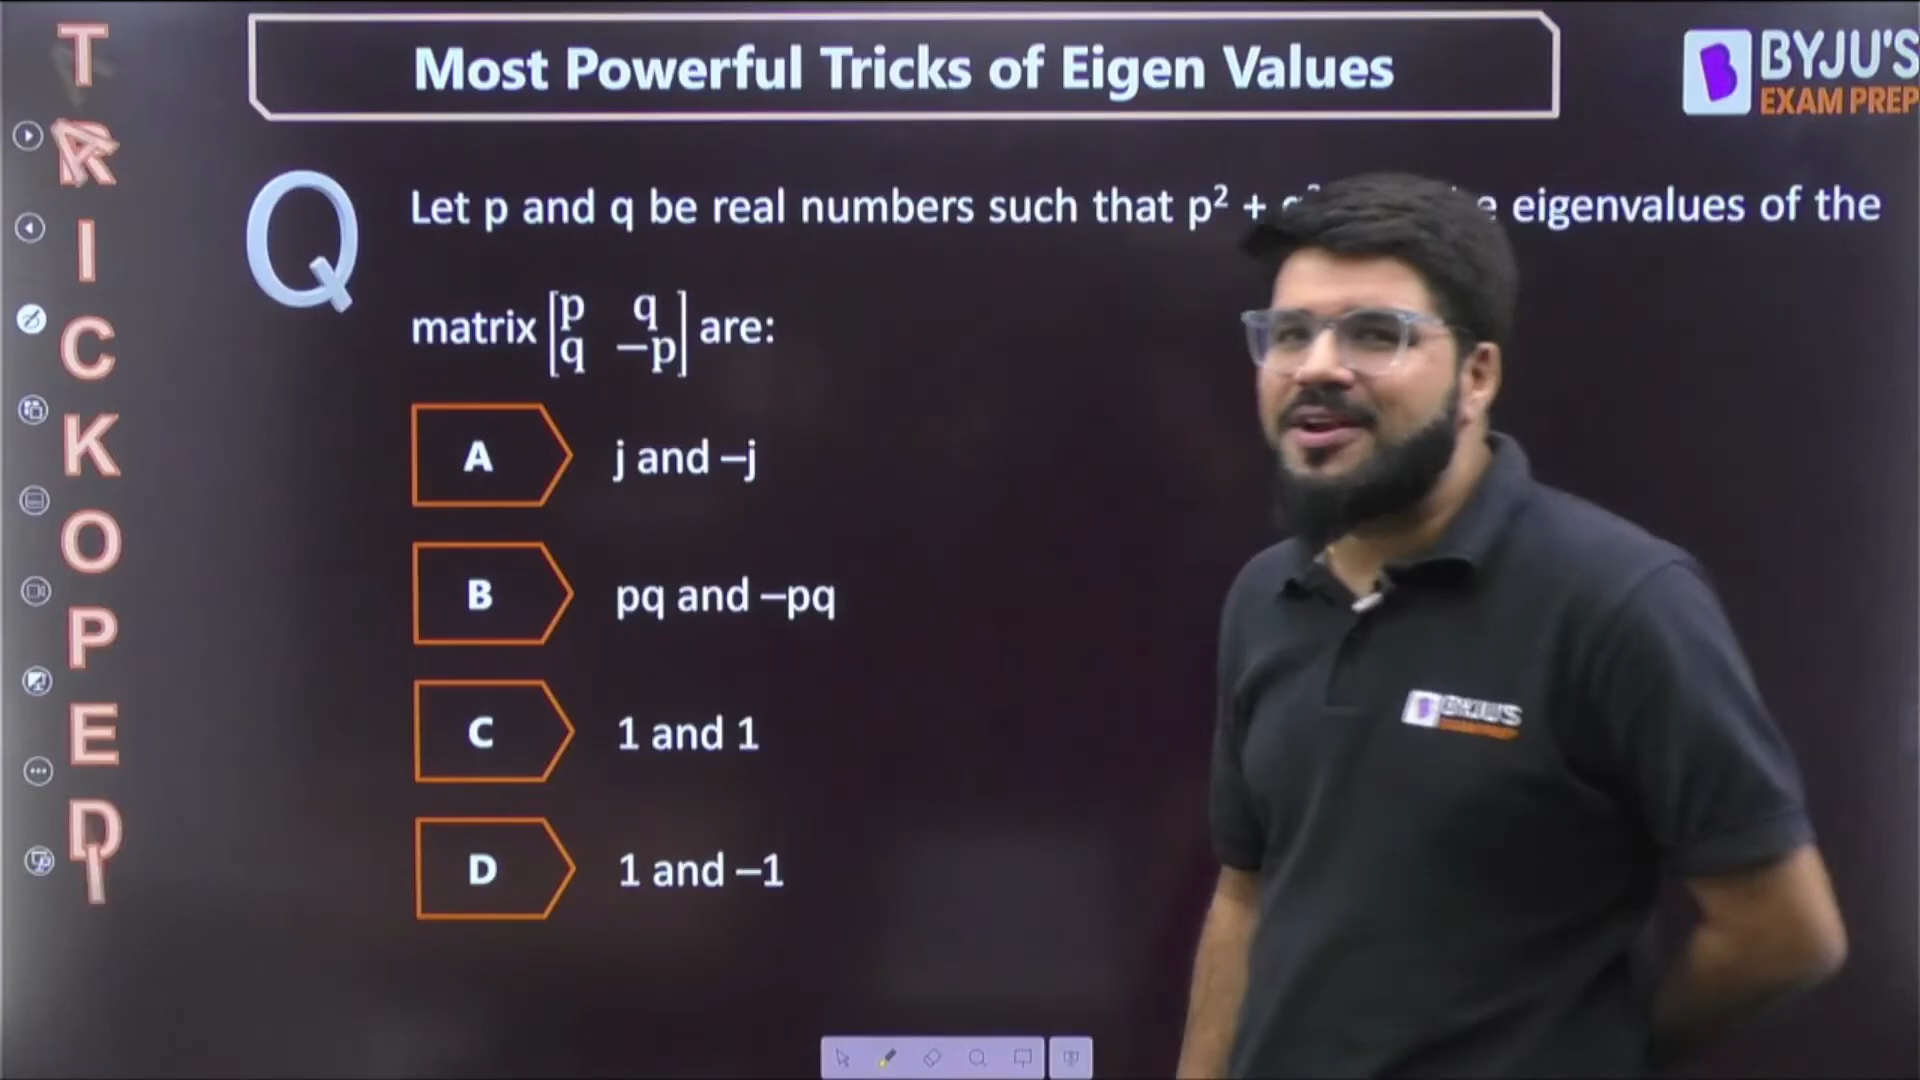 Most Powerful Tricks of Eigen Values
BYJU'S
EXAM PREP
TRICKOPEDI
Q
Let p and q be real numbers such that p² + eigenvalues of the
matrix [p q
q −p] are:
A j and –j
B pq and –pq
C 1 and 1
D 1 and –1
BYJU'S